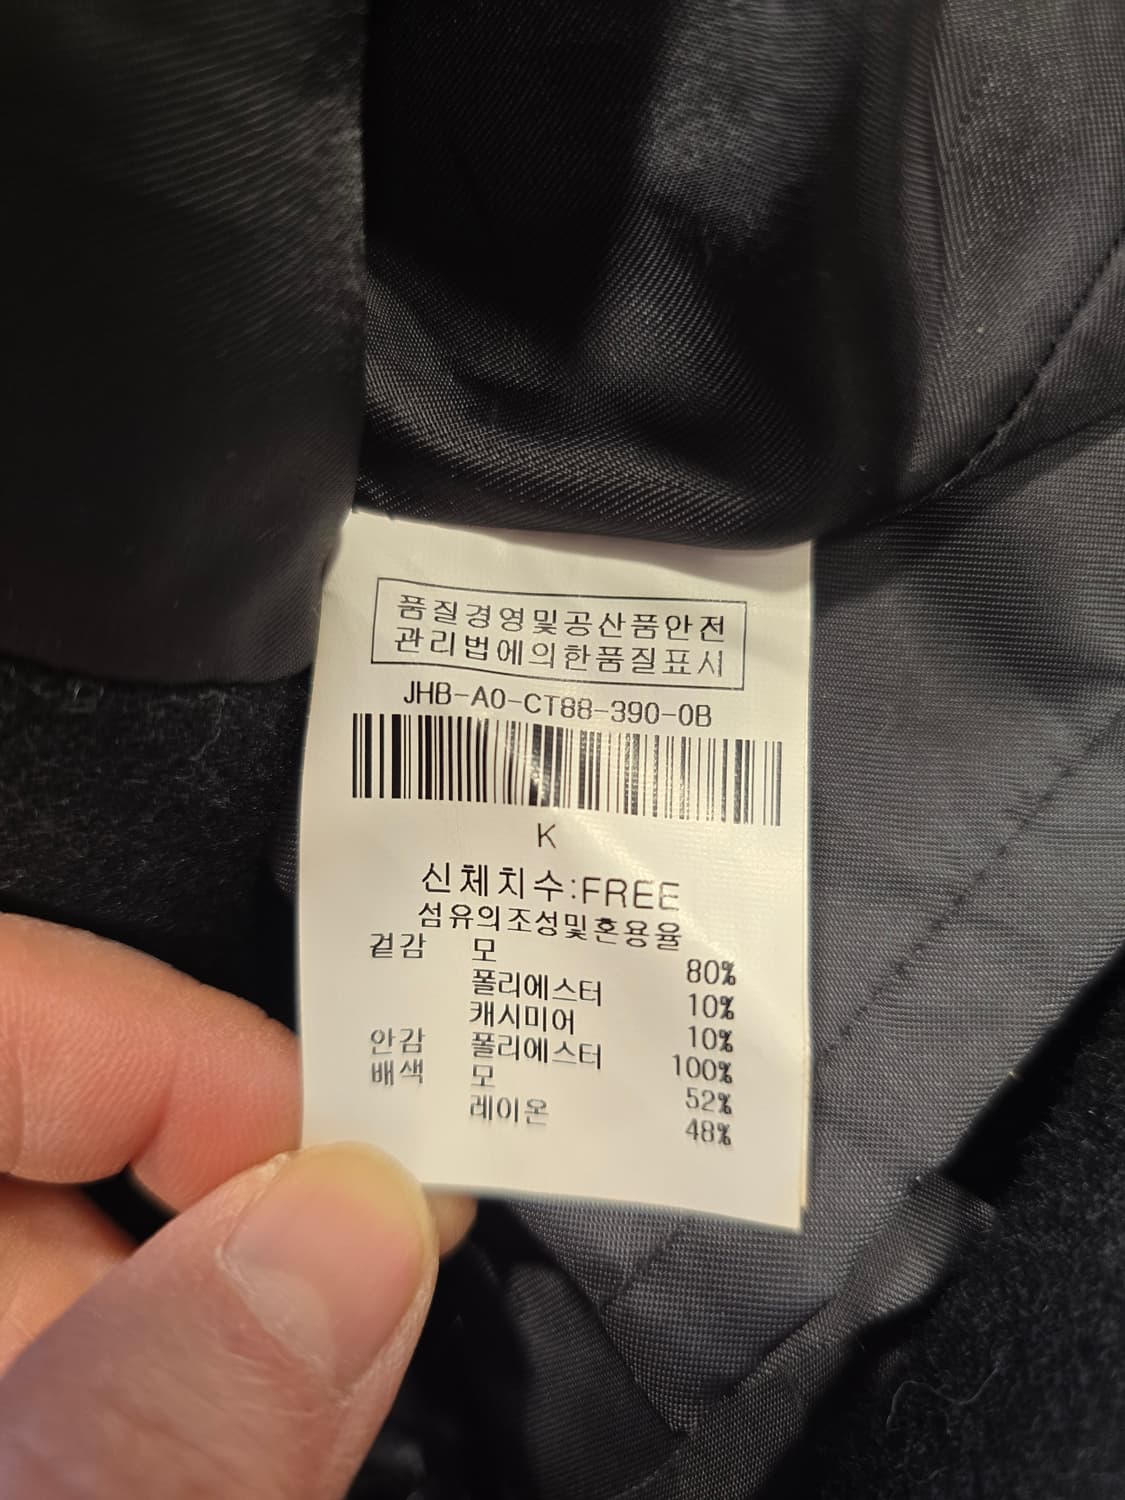 품질경영및공산품안전
관리법에의한품질표시
JHB-A0-CT88-390-0B
K
신체치수:FREE
섬유의조성및혼용율
겉감 모 80%
폴리에스터 10%
캐시미어 10%
안감 폴리에스터 100%
배색 모 52%
레이온 48%